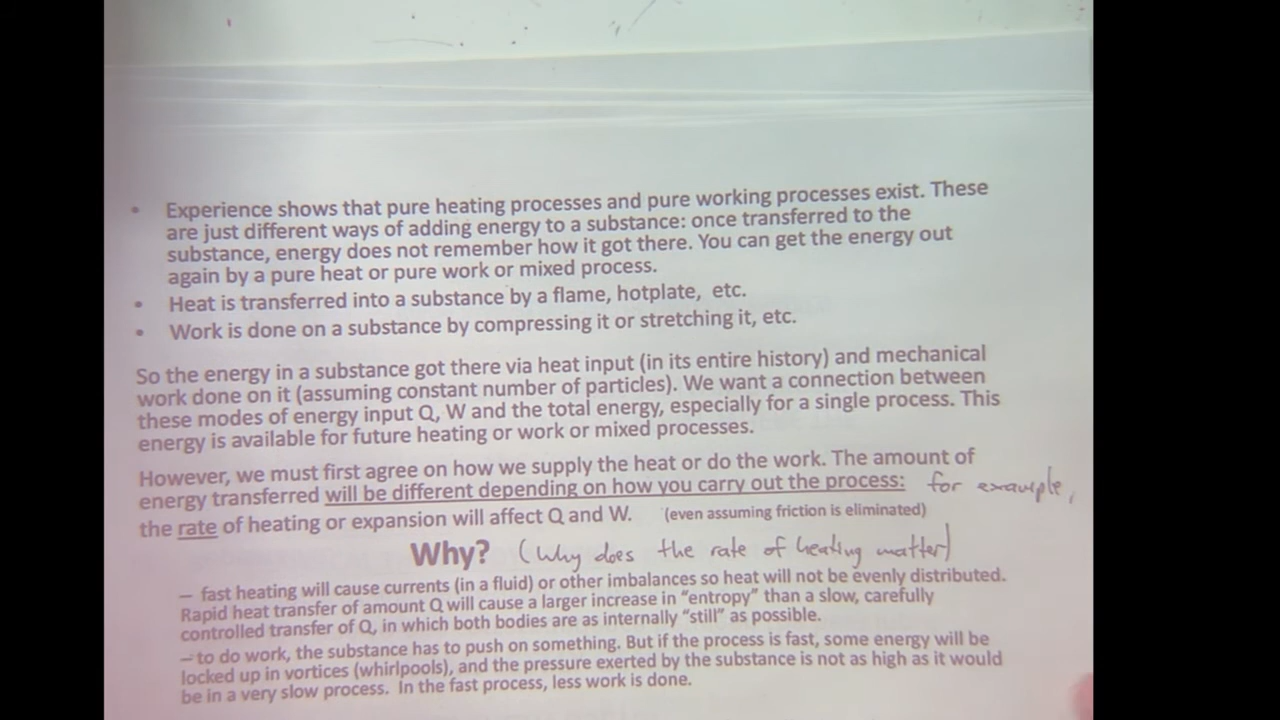 • Experience shows that pure heating processes and pure working processes exist. These
are just different ways of adding energy to a substance: once transferred to the
substance, energy does not remember how it got there. You can get the energy out
again by a pure heat or pure work or mixed process.
• Heat is transferred into a substance by a flame, hotplate, etc.
• Work is done on a substance by compressing it or stretching it, etc.
So the energy in a substance got there via heat input (in its entire history) and mechanical
work done on it (assuming constant number of particles). We want a connection between
these modes of energy input Q, W and the total energy, especially for a single process. This
energy is available for future heating or work or mixed processes.
However, we must first agree on how we supply the heat or do the work. The amount of
energy transferred will be different depending on how you carry out the process: for example,
the rate of heating or expansion will affect Q and W. (even assuming friction is eliminated)
Why? (Why does the rate of heating matter)
– fast heating will cause currents (in a fluid) or other imbalances so heat will not be evenly distributed.
Rapid heat transfer of amount Q will cause a larger increase in “entropy” than a slow, carefully
controlled transfer of Q, in which both bodies are as internally “still” as possible.
– to do work, the substance has to push on something. But if the process is fast, some energy will be
locked up in vortices (whirlpools), and the pressure exerted by the substance is not as high as it would
be in a very slow process. In the fast process, less work is done.